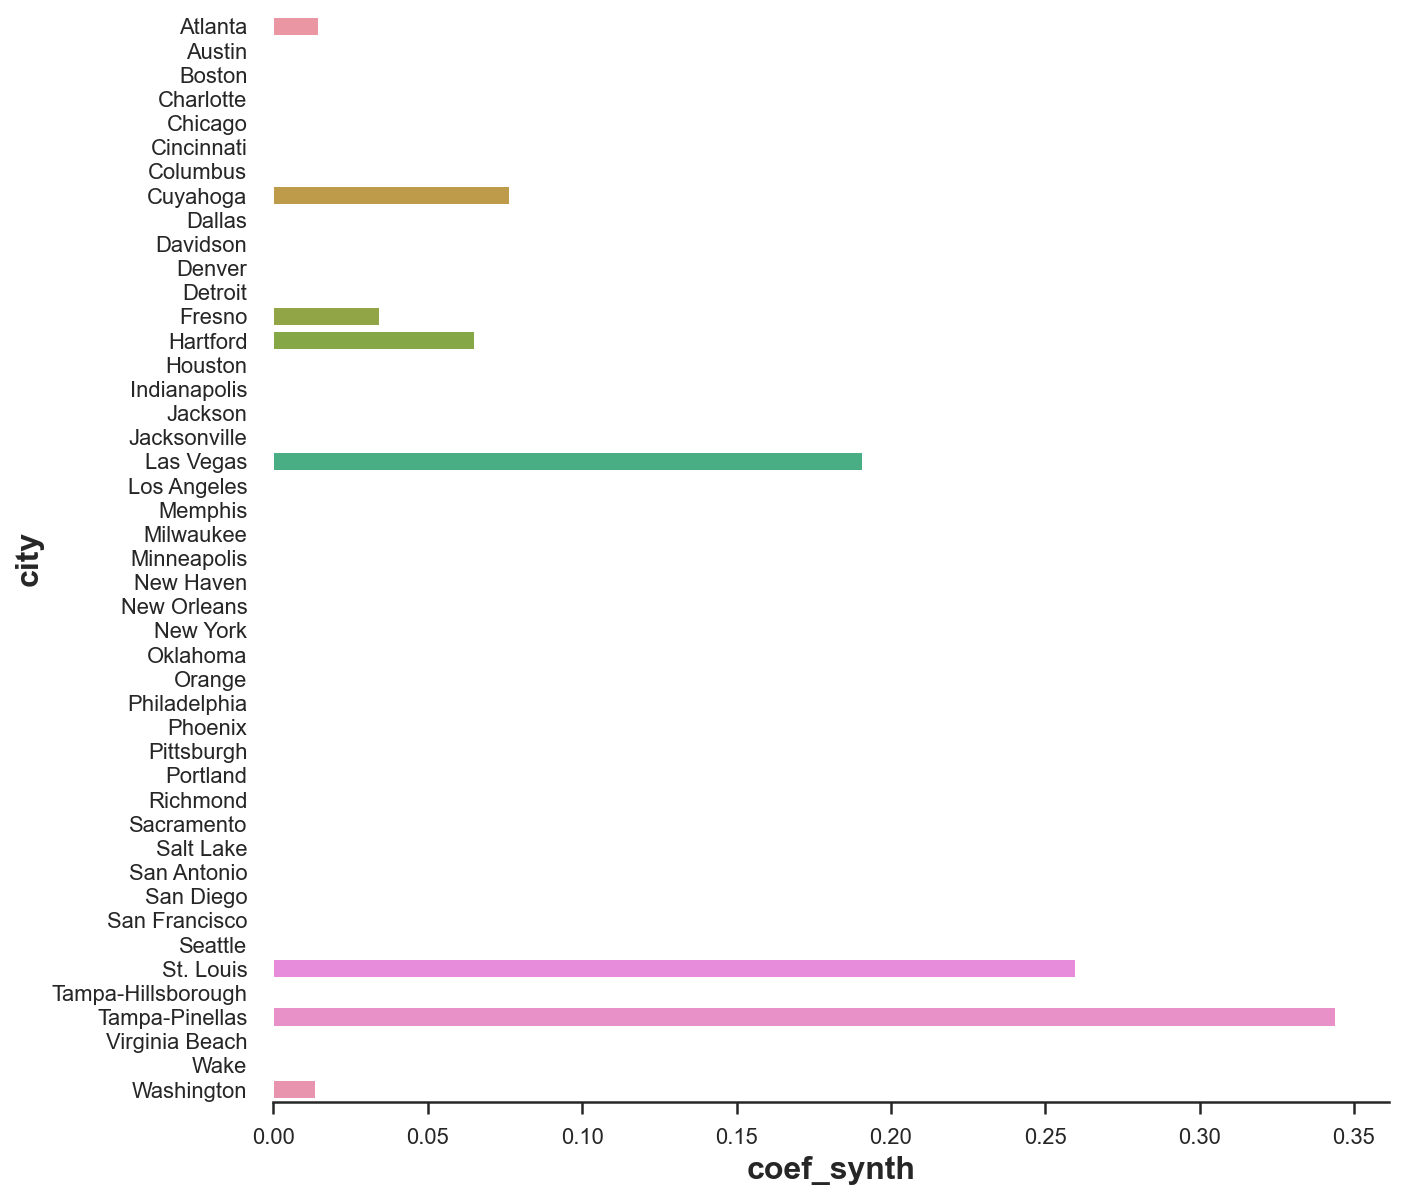 Atlanta
Austin
Boston
Charlotte
Chicago
Cincinnati
Columbus
Cuyahoga
Dallas
Davidson
Denver
Detroit
Fresno
Hartford
Houston
Indianapolis
Jackson
Jacksonville
Las Vegas
Los Angeles
Memphis
Milwaukee
Minneapolis
New Haven
New Orleans
New York
Oklahoma
Orange
Philadelphia
Phoenix
Pittsburgh
Portland
Richmond
Sacramento
Salt Lake
San Antonio
San Diego
San Francisco
Seattle
St. Louis
Tampa-Hillsborough
Tampa-Pinellas
Virginia Beach
Wake
Washington
city
0.00 0.05 0.10 0.15 0.20 0.25 0.30 0.35
coef_synth